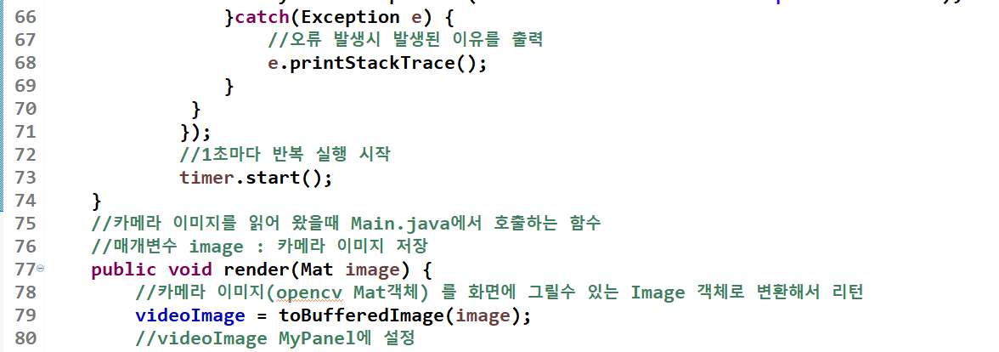 66 }catch(Exception e) {
67 //오류 발생시 발생된 이유를 출력
68 e.printStackTrace();
69 }
70 }
71 });
72 //1초마다 반복 실행 시작
73 timer.start();
74 }
75 //카메라 이미지를 읽어 왔을때 Main.java에서 호출하는 함수
76 //매개변수 image : 카메라 이미지 저장
77 public void render(Mat image) {
78 //카메라 이미지(opencv Mat객체) 를 화면에 그릴수 있는 Image 객체로 변환해서 리턴
79 videoImage = toBufferedImage(image);
80 //videoImage MyPanel에 설정